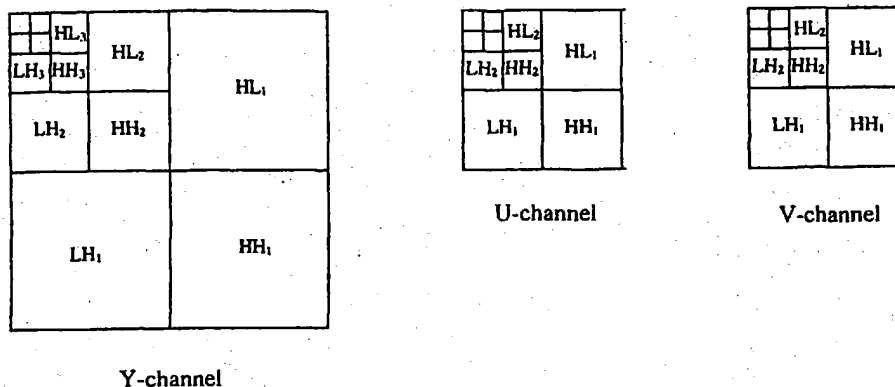 HL₃
LH₃ HH₃
HL₂
HL₁
LH₂
HH₂
LH₁
HH₁
Y-channel
HL₂
LH₂ HH₂
HL₁
LH₁
HH₁
U-channel
HL₂
LH₂ HH₂
HL₁
LH₁
HH₁
V-channel